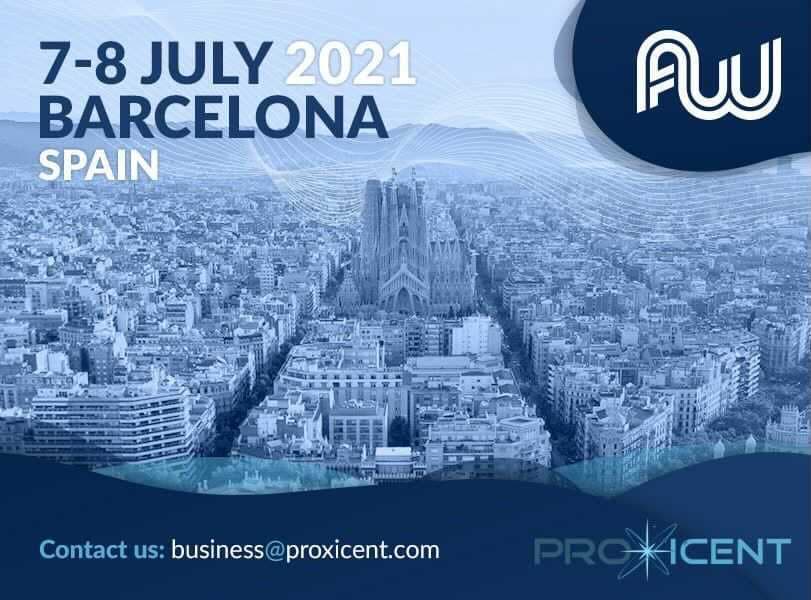 7-8 JULY 2021
BARCELONA
SPAIN
AW
Contact us: business@proxicent.com
PROXICENT